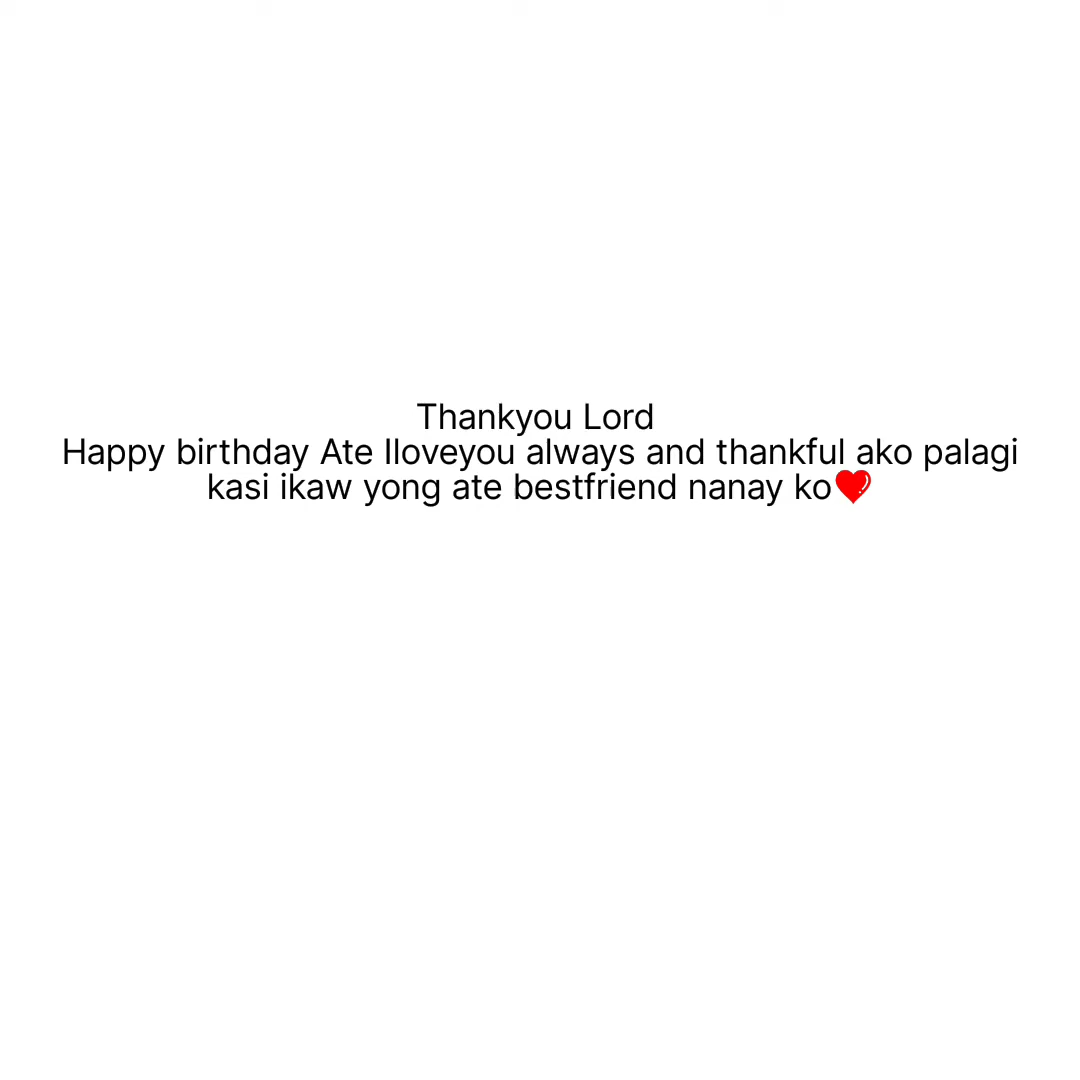 Thankyou Lord
Happy birthday Ate Iloveyou always and thankful ako palagi
kasi ikaw yong ate bestfriend nanay ko❤️